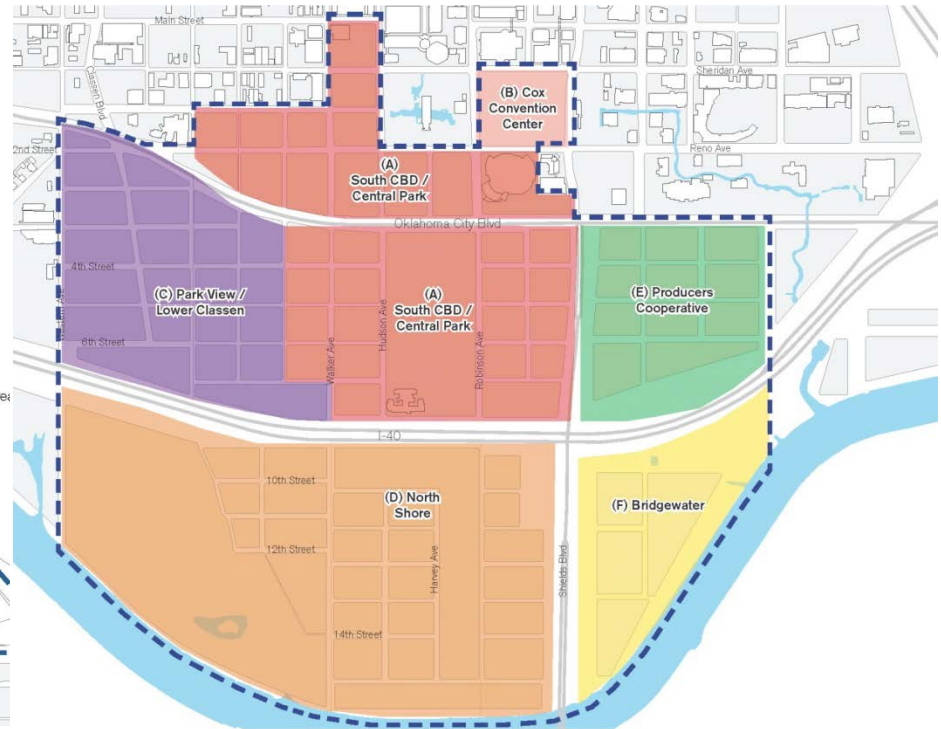 Main Street
Classen Blvd
Sheridan Ave
(B) Cox
Convention
Center
2nd Street
Reno Ave
(A)
South CBD /
Central Park
Oklahoma City Blvd
4th Street
(C) Park View /
Lower Classen
(A)
South CBD /
Central Park
(E) Producers
Cooperative
Hudson Ave
6th Street
Walker Ave
Robinson Ave
I-40
10th Street
(D) North
Shore
(F) Bridgewater
12th Street
Harvey Ave
Shields Blvd
14th Street